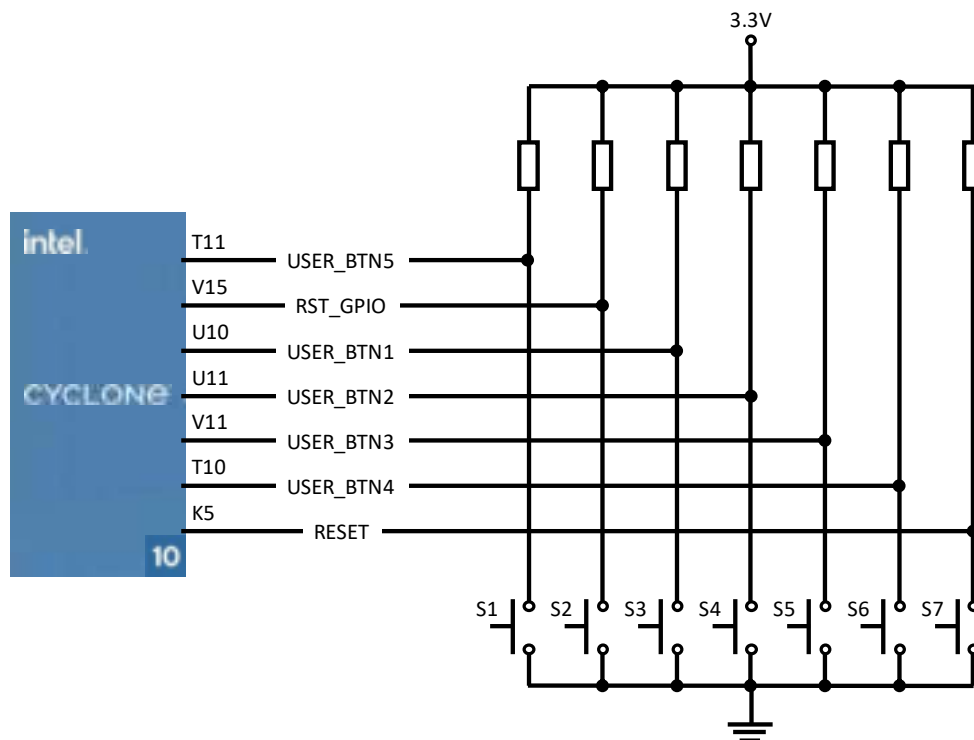 3.3V
intel.
T11
USER_BTN5
V15
RST_GPIO
U10
USER_BTN1
U11
CYCLONE
USER_BTN2
V11
USER_BTN3
T10
USER_BTN4
K5
RESET
10
S1 S2 S3 S4 S5 S6 S7